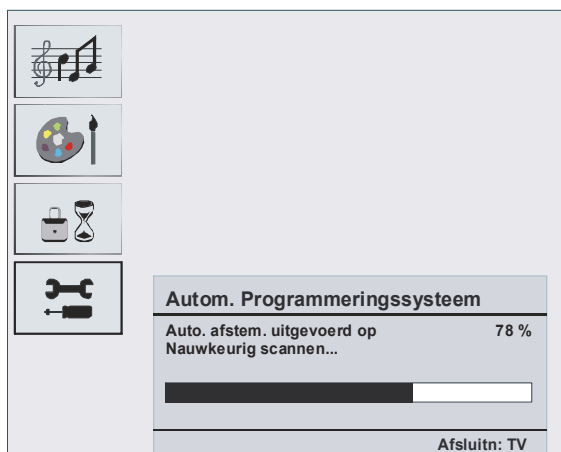 Autom. Programmeringssysteem
Auto. afstem. uitgevoerd op 78 %
Nauwkeurig scannen...
Afsluitn: TV